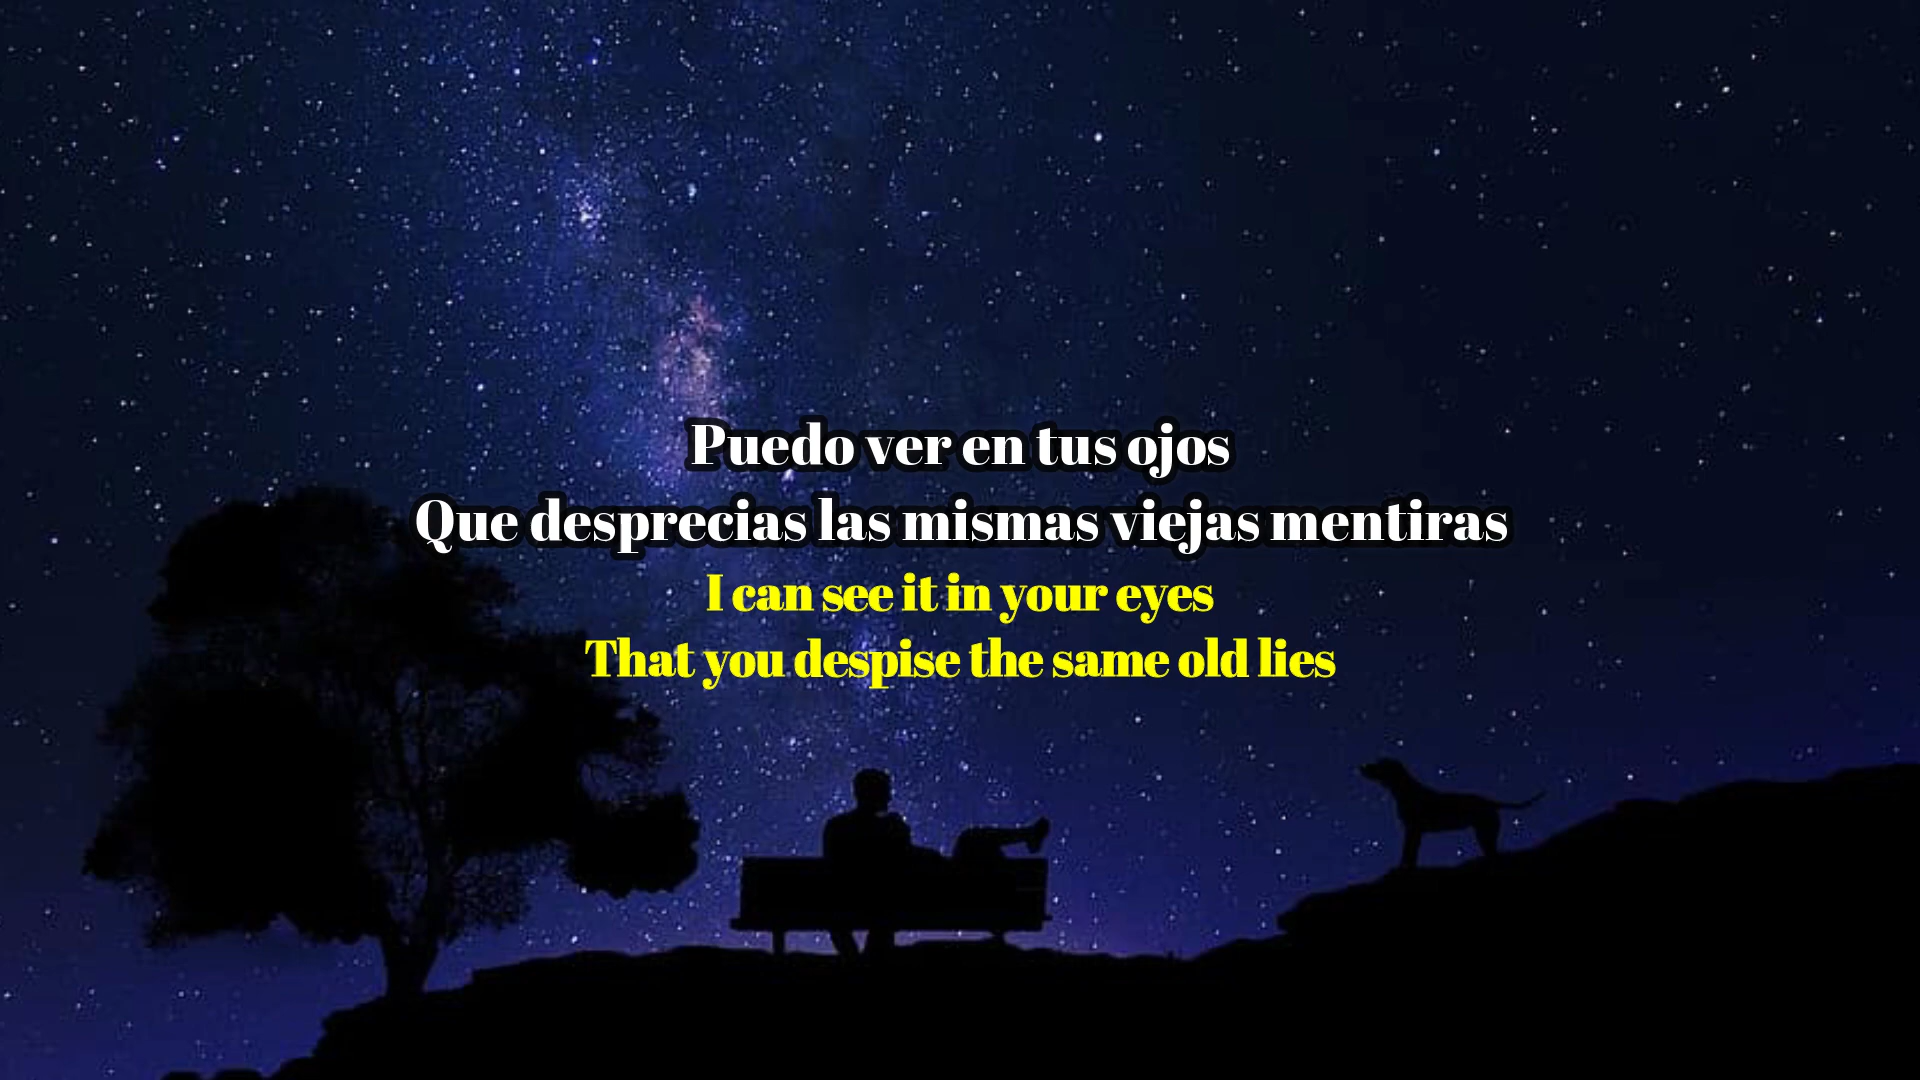 Puedo ver en tus ojos
Que desprecias las mismas viejas mentiras
I can see it in your eyes
That you despise the same old lies